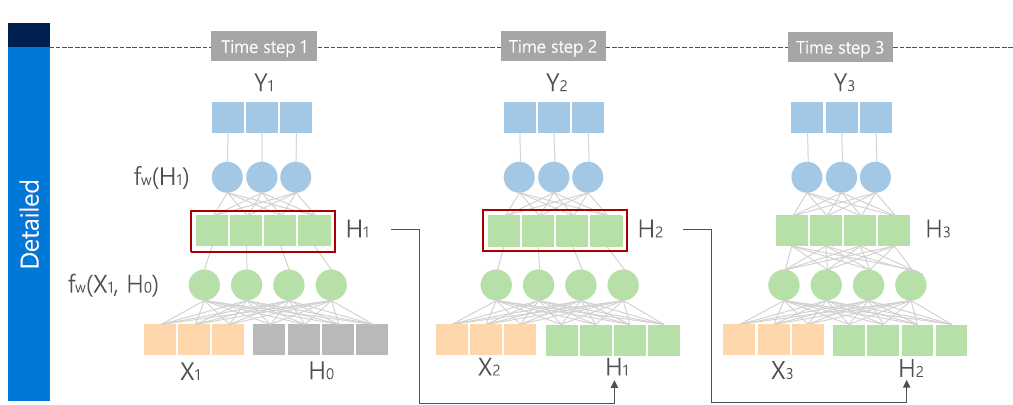 Detailed
Time step 1
Time step 2
Time step 3
Y1
Y2
Y3
fw(H1)
H1
H2
H3
fw(X1, H0)
X1
H0
X2
H1
X3
H2